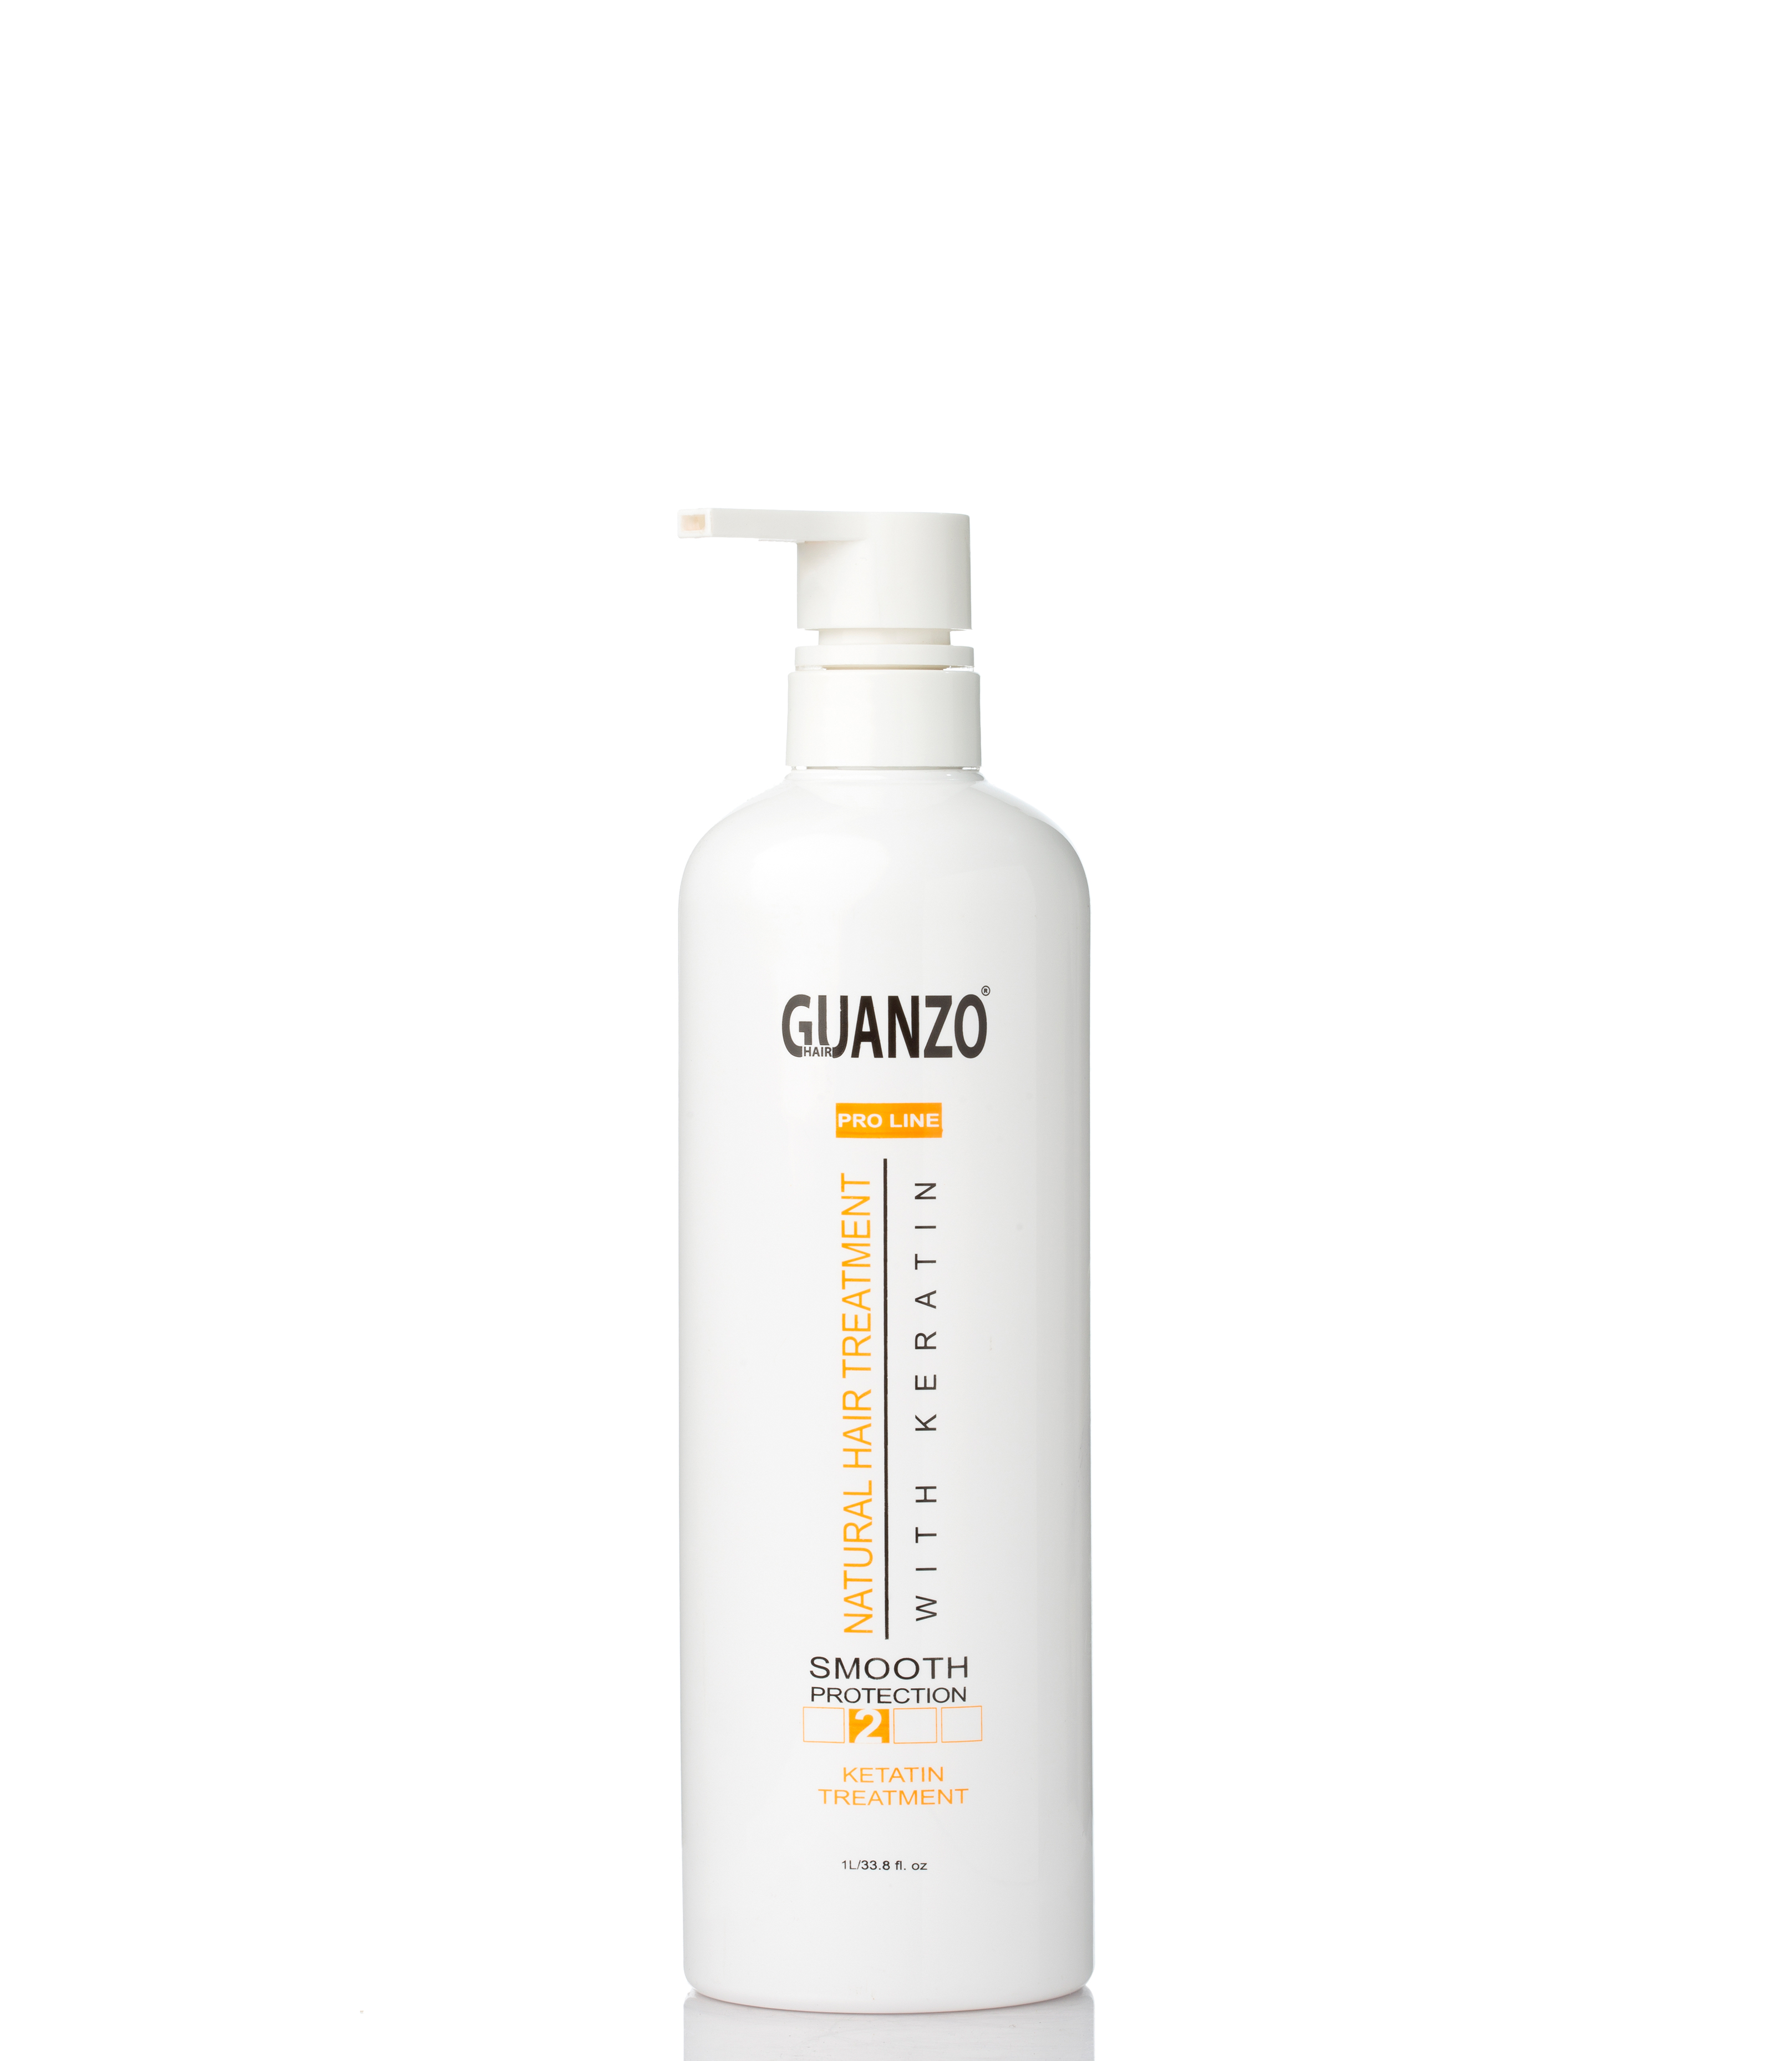 GUANZO®
HAIR
PRO LINE
NATURAL HAIR TREATMENT
WITH KERATIN
SMOOTH
PROTECTION
2
KETATIN
TREATMENT
1L/33.8 fl. oz